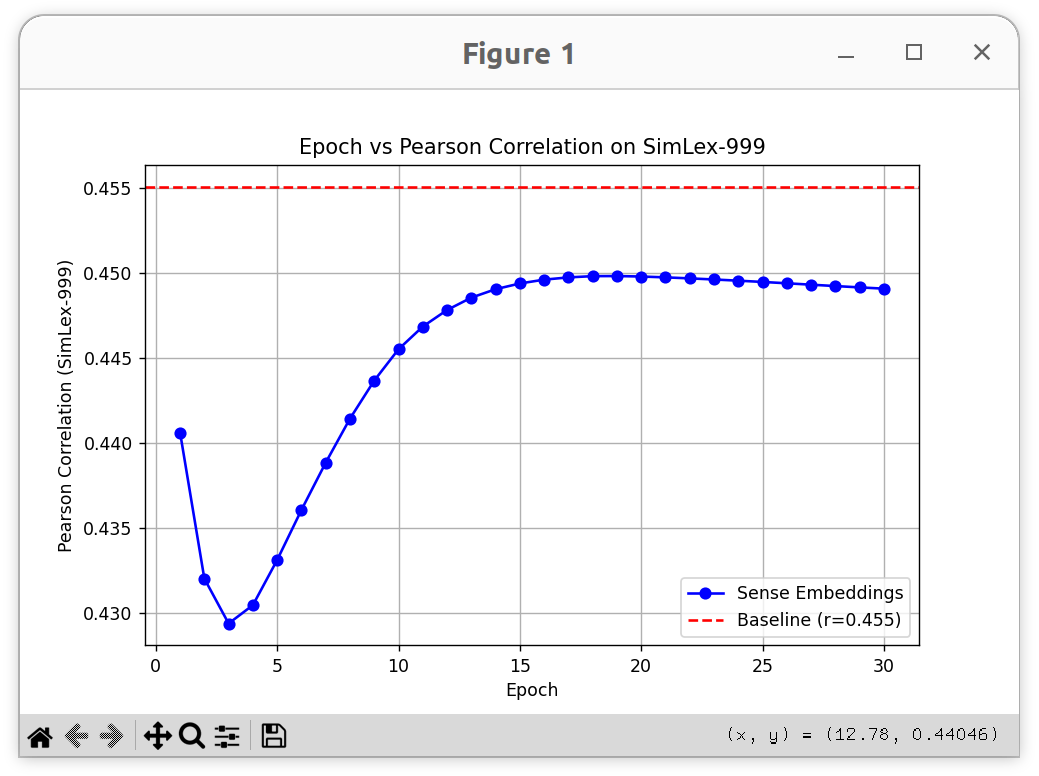 Figure 1
Epoch vs Pearson Correlation on SimLex-999
Pearson Correlation (SimLex-999)
0.455
0.450
0.445
0.440
0.435
0.430
Sense Embeddings
Baseline (r=0.455)
0 5 10 15 20 25 30
Epoch
(x, y) = (12.78, 0.44046)